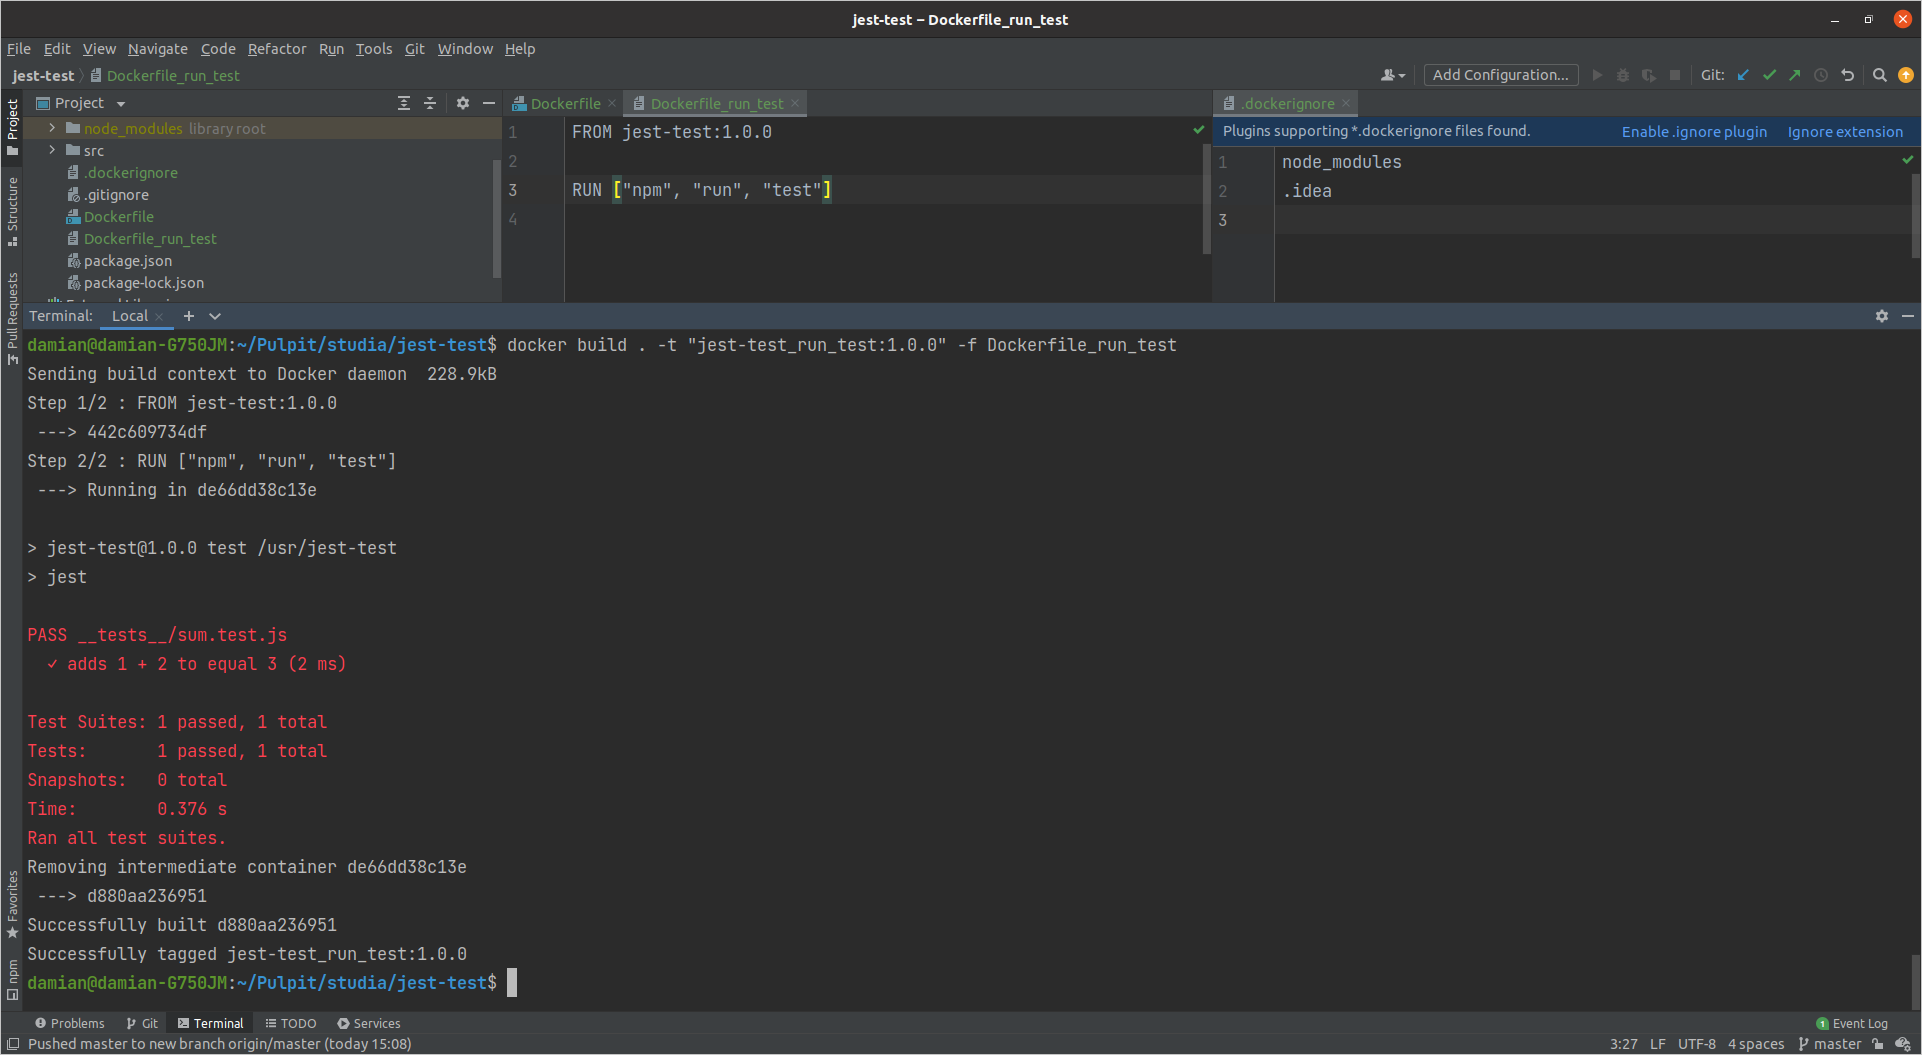 jest-test – Dockerfile_run_test
File Edit View Navigate Code Refactor Run Tools Git Window Help
jest-test Dockerfile_run_test
Add Configuration...
Git:
Project
Dockerfile
Dockerfile_run_test
.dockerignore
Project
Structure
Pull Requests
Favorites
npm
node_modules library root
src
.dockerignore
.gitignore
Dockerfile
Dockerfile_run_test
package.json
package-lock.json
1 FROM jest-test:1.0.0
2
3 RUN ["npm", "run", "test"]
4
Plugins supporting *.dockerignore files found. Enable .ignore plugin Ignore extension
1 node_modules
2 .idea
3
Terminal: Local
damian@damian-G750JM:~/Pulpit/studia/jest-test$ docker build . -t "jest-test_run_test:1.0.0" -f Dockerfile_run_test
Sending build context to Docker daemon  228.9kB
Step 1/2 : FROM jest-test:1.0.0
 ---> 442c609734df
Step 2/2 : RUN ["npm", "run", "test"]
 ---> Running in de66dd38c13e
> jest-test@1.0.0 test /usr/jest-test
> jest
PASS __tests__/sum.test.js
  ✓ adds 1 + 2 to equal 3 (2 ms)
Test Suites: 1 passed, 1 total
Tests:       1 passed, 1 total
Snapshots:   0 total
Time:        0.376 s
Ran all test suites.
Removing intermediate container de66dd38c13e
 ---> d880aa236951
Successfully built d880aa236951
Successfully tagged jest-test_run_test:1.0.0
damian@damian-G750JM:~/Pulpit/studia/jest-test$
Problems Git Terminal TODO Services 1 Event Log
Pushed master to new branch origin/master (today 15:08) 3:27 LF UTF-8 4 spaces master